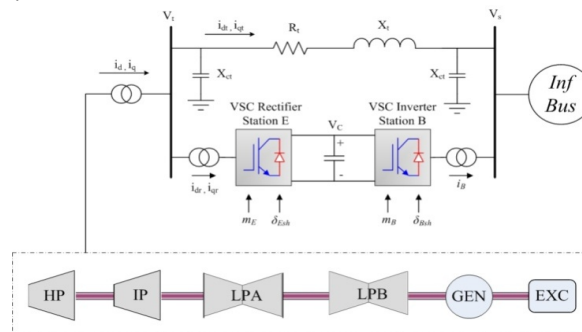 V_t
i_dt, i_qt
R_t
X_t
V_s
i_d, i_q
X_ct
X_ct
Inf
Bus
VSC Rectifier
Station E
V_C
+
-
VSC Inverter
Station B
i_dr, i_qr
i_B
m_E
δ_Esh
m_B
δ_Bsh
HP
IP
LPA
LPB
GEN
EXC